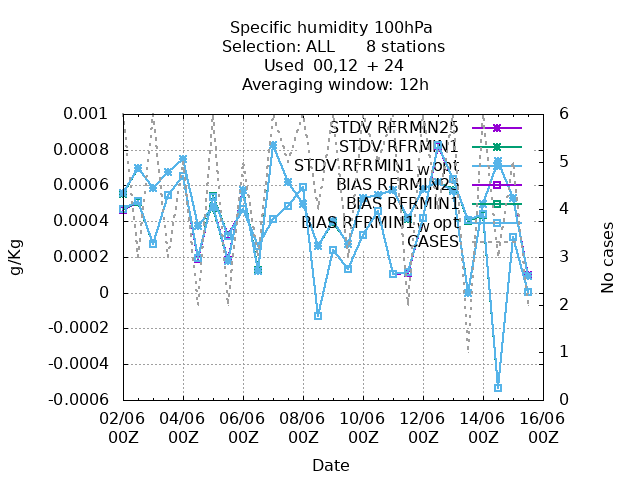 Specific humidity 100hPa
Selection: ALL 8 stations
Used 00,12 + 24
Averaging window: 12h
0.001
0.0008
0.0006
0.0004
0.0002
0
-0.0002
-0.0004
-0.0006
g/Kg
STDV RFRMIN25
STDV RFRMIN1
STDV RFRMIN1_w_opt
BIAS RFRMIN25
BIAS RFRMIN1
BIAS RFRMIN1_w_opt
CASES
6
5
4
3
2
1
0
No cases
02/06 04/06 06/06 08/06 10/06 12/06 14/06 16/06
00Z 00Z 00Z 00Z 00Z 00Z 00Z 00Z
Date